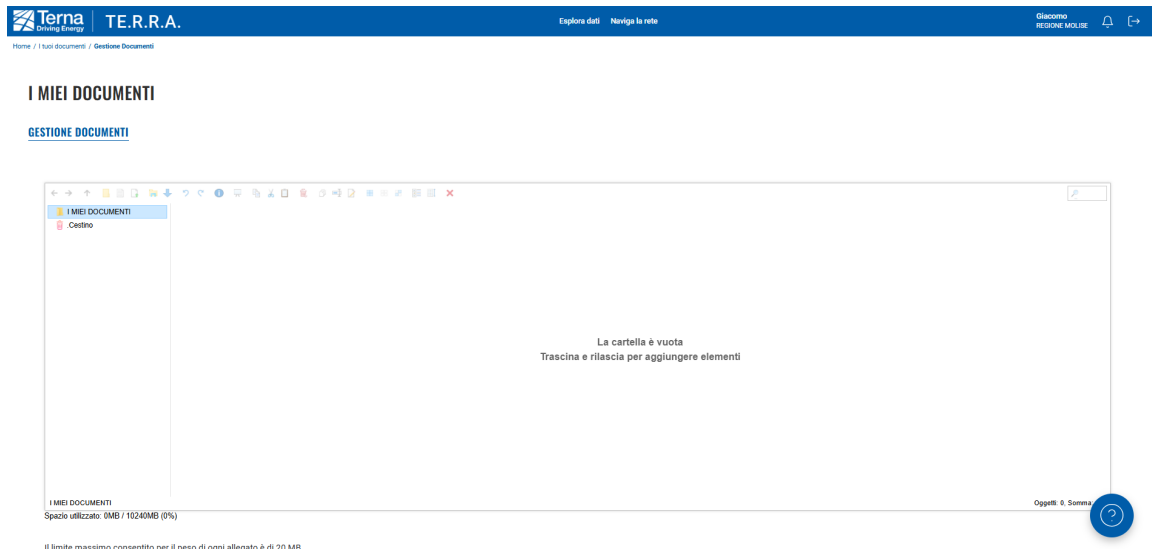 Terna
Driving Energy
TE.R.R.A.
Esplora dati
Naviga la rete
Giacomo
REGIONE MOLISE
Home / I tuoi documenti / Gestione Documenti
I MIEI DOCUMENTI
GESTIONE DOCUMENTI
I MIEI DOCUMENTI
Cestino
La cartella è vuota
Trascina e rilascia per aggiungere elementi
I MIEI DOCUMENTI
Oggetti: 0, Somma:
Spazio utilizzato: 0MB / 10240MB (0%)
Il limite massimo consentito per il peso di ogni allegato è di 20 MB